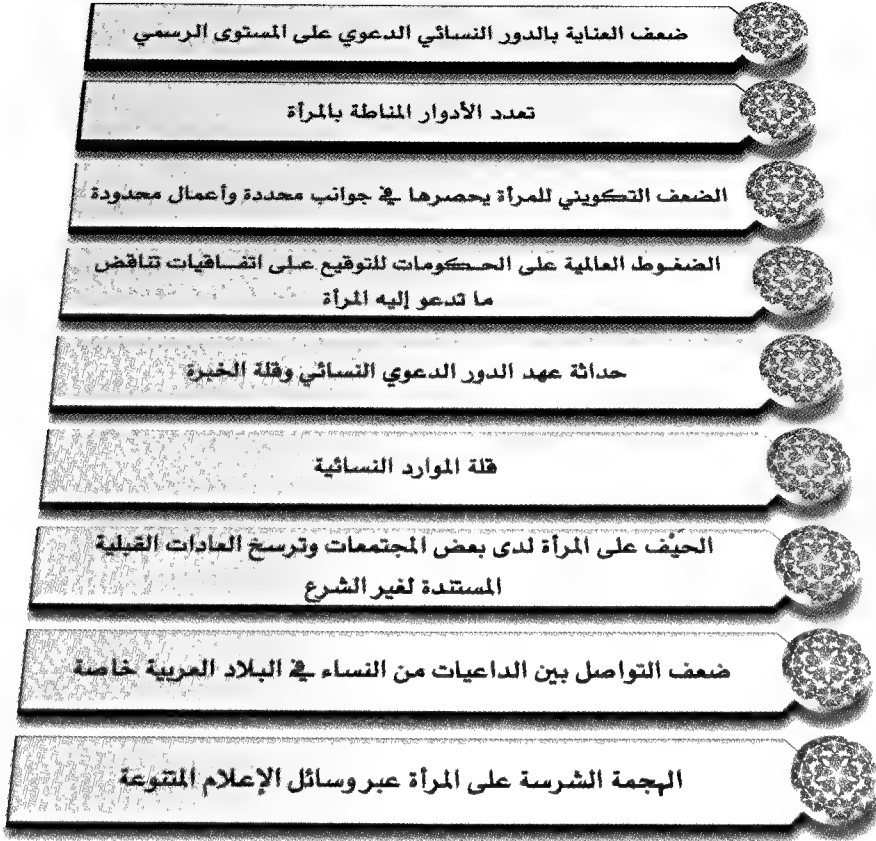 ضعف العناية بالدور النسائي الدعوي على المستوى الرسمي
تعدد الأدوار المناطة بالمرأة
الضعف التكويني للمرأة يحصرها في جوانب محددة وأعمال محدودة
الضغوط العالمية على الحكومات للتوقيع على اتفاقيات تناقض
ما تدعو إليه المرأة
حداثة عهد الدور الدعوي النسائي وقلة الخبرة
قلة الموارد النسائية
الحيْف على المرأة لدى بعض المجتمعات وترسخ العادات القبلية
المستندة لغير الشرع
ضعف التواصل بين الداعيات من النساء في البلاد العربية خاصة
الهجمة الشرسة على المرأة عبر وسائل الإعلام المتنوعة